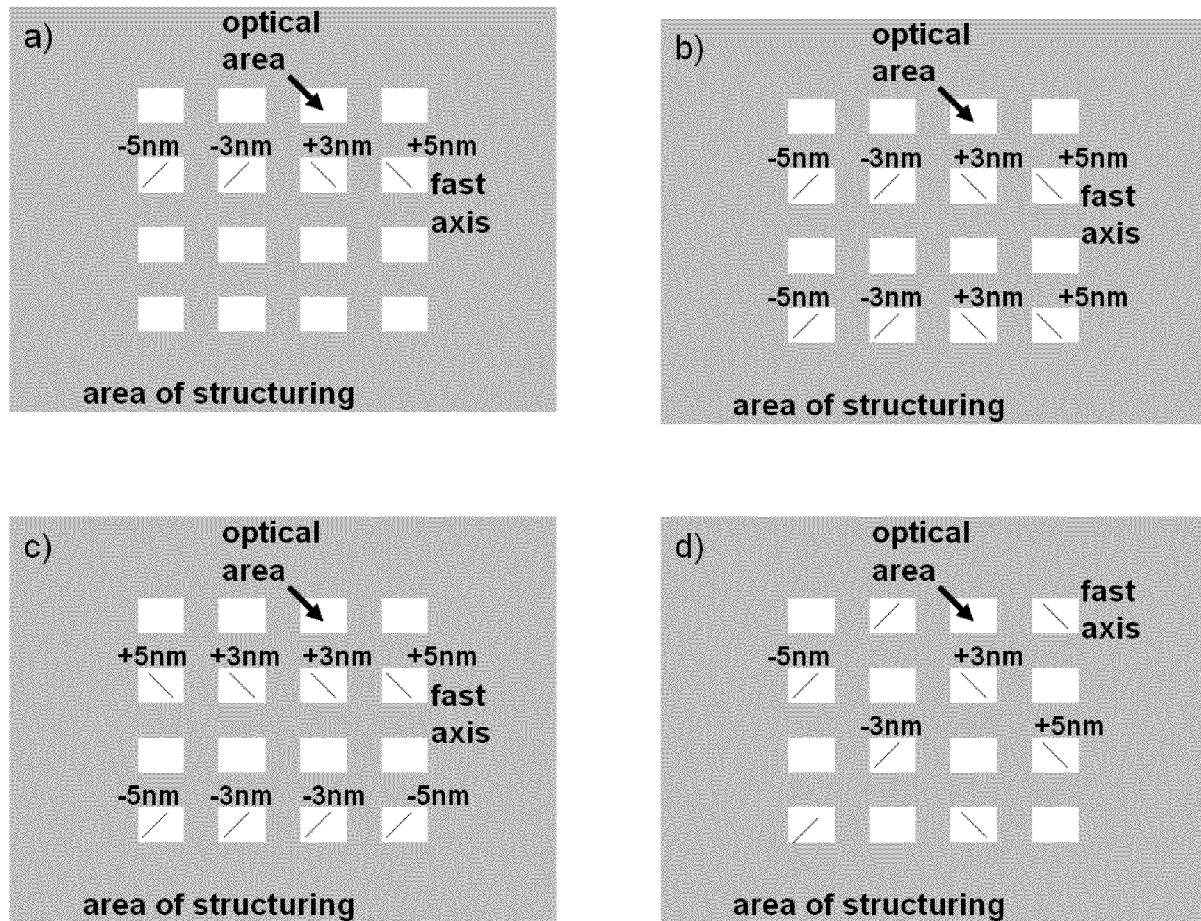 a)
optical
area
-5nm -3nm +3nm +5nm
fast
axis
area of structuring
b)
optical
area
-5nm -3nm +3nm +5nm
fast
axis
-5nm -3nm +3nm +5nm
area of structuring
c)
optical
area
+5nm +3nm +3nm +5nm
fast
axis
-5nm -3nm -3nm -5nm
area of structuring
d)
optical
area
fast
axis
-5nm +3nm
-3nm +5nm
area of structuring